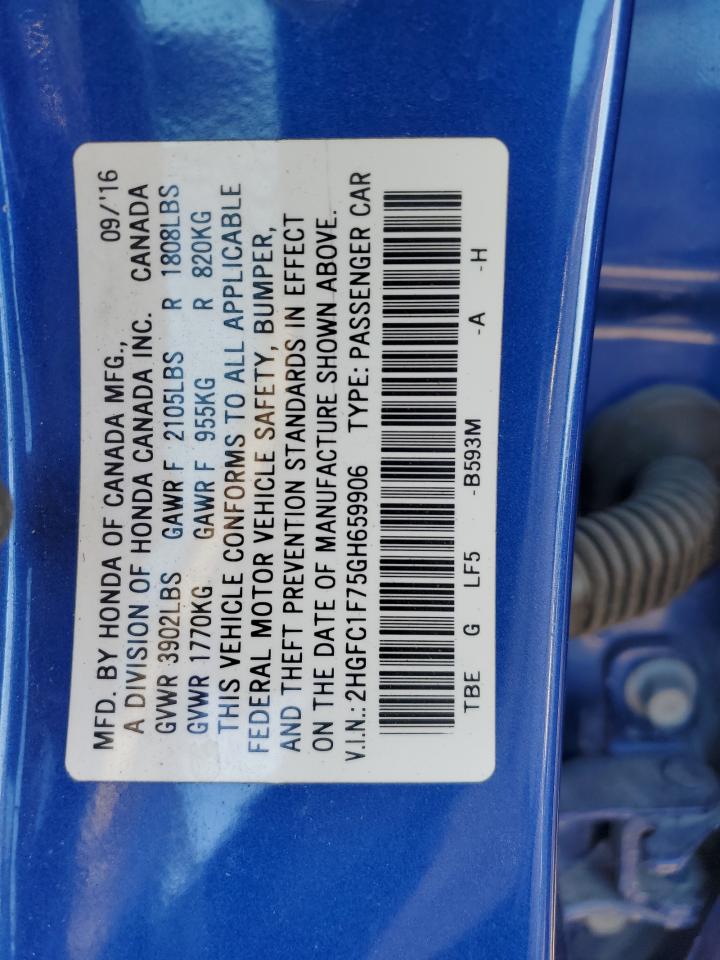 MFD. BY HONDA OF CANADA MFG., 09/'16
A DIVISION OF HONDA CANADA INC. CANADA
GVWR 3902LBS GAWR F 2105LBS R 1808LBS
GVWR 1770KG GAWR F 955KG R 820KG
THIS VEHICLE CONFORMS TO ALL APPLICABLE
FEDERAL MOTOR VEHICLE SAFETY, BUMPER,
AND THEFT PREVENTION STANDARDS IN EFFECT
ON THE DATE OF MANUFACTURE SHOWN ABOVE.
V.I.N.: 2HGFC1F75GH659906 TYPE: PASSENGER CAR
TBE G LF5 -B593M -A -H